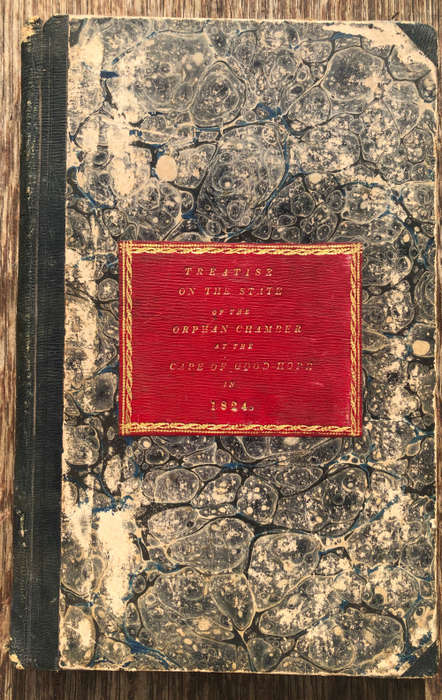 TREATISE
ON THE STATE
OF THE
ORPHAN CHAMBER
AT THE
CAPE OF GOOD HOPE
IN
1824.